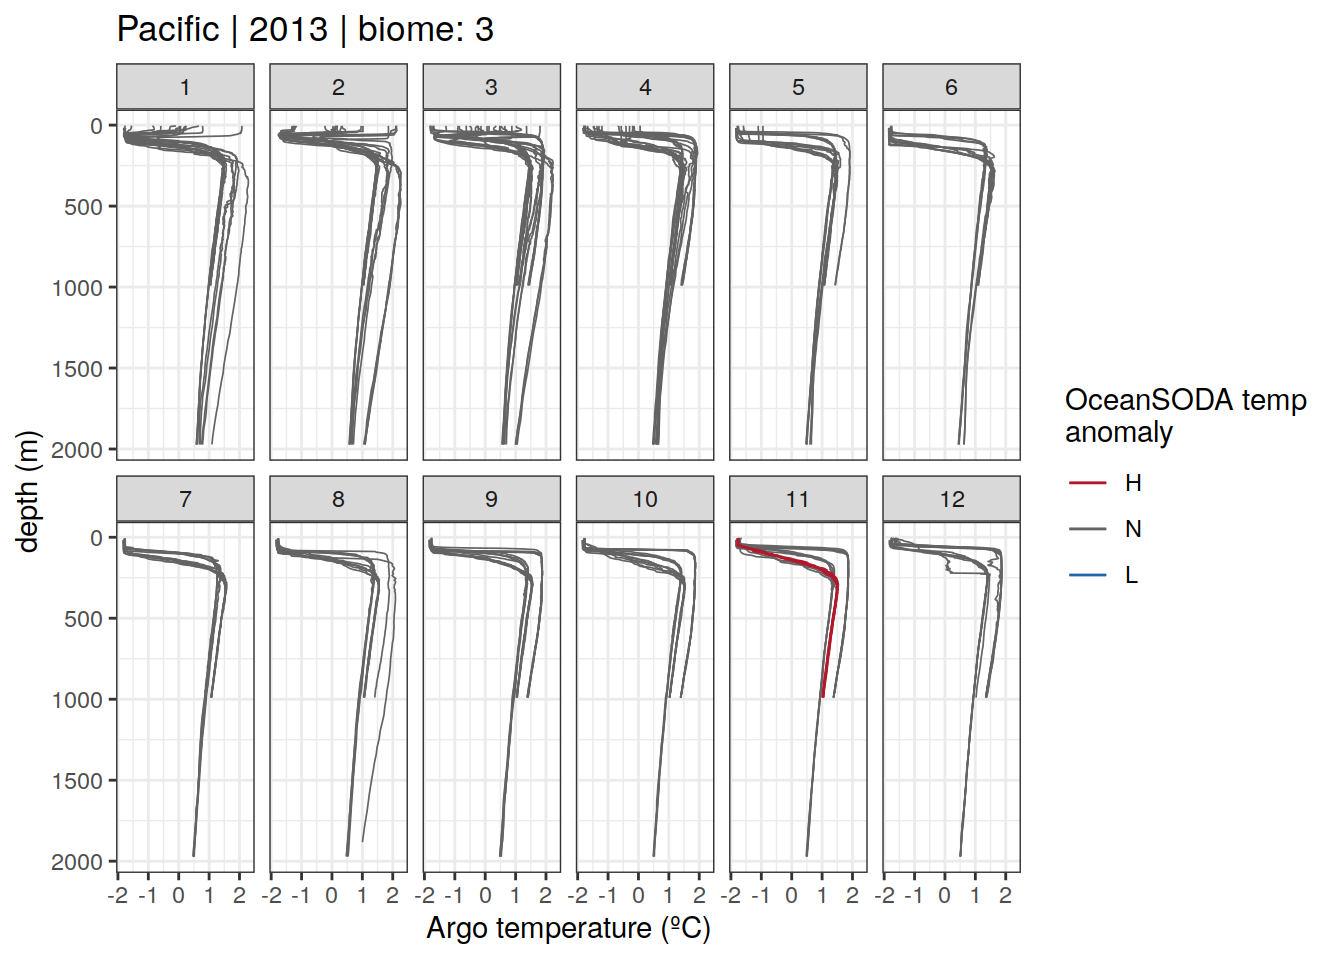 Pacific | 2013 | biome: 3
1 2 3 4 5 6
0
500
1000
1500
2000
7 8 9 10 11 12
0
500
1000
1500
2000
-2 -1 0 1 2 -2 -1 0 1 2 -2 -1 0 1 2 -2 -1 0 1 2 -2 -1 0 1 2 -2 -1 0 1 2
Argo temperature (ºC)
depth (m)
OceanSODA temp
anomaly
H
N
L